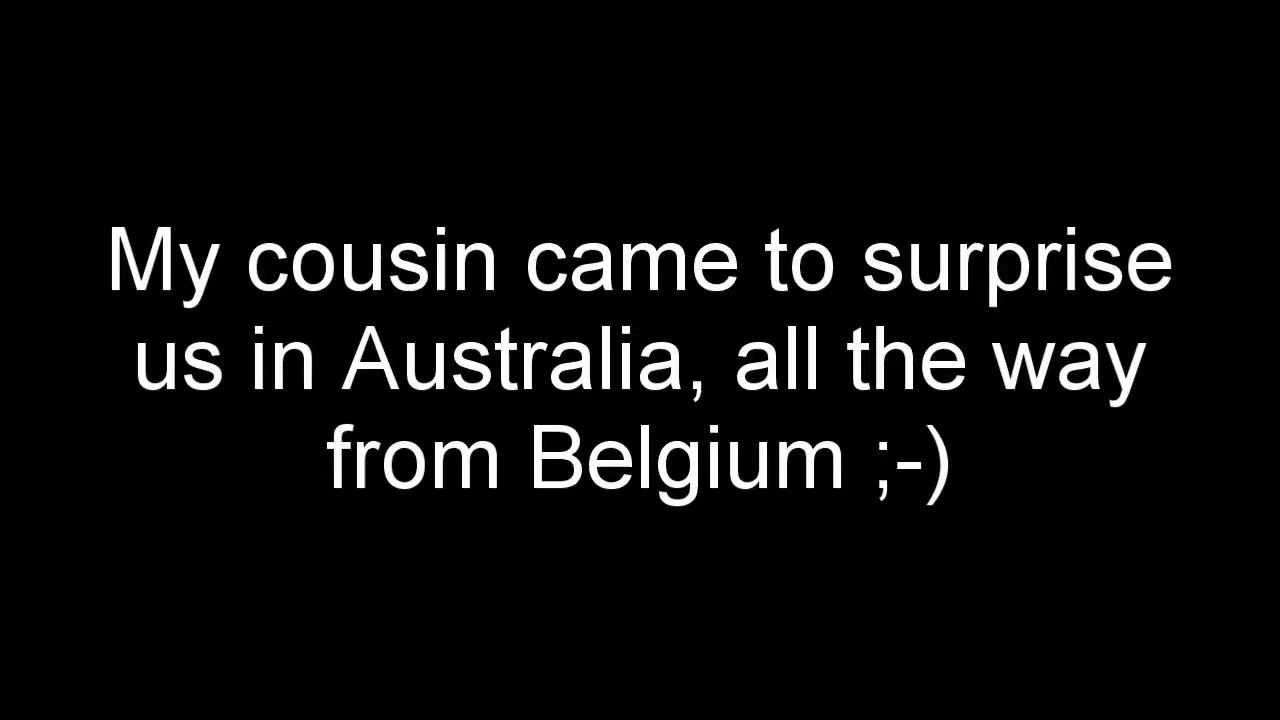 My cousin came to surprise
us in Australia, all the way
from Belgium ;-)